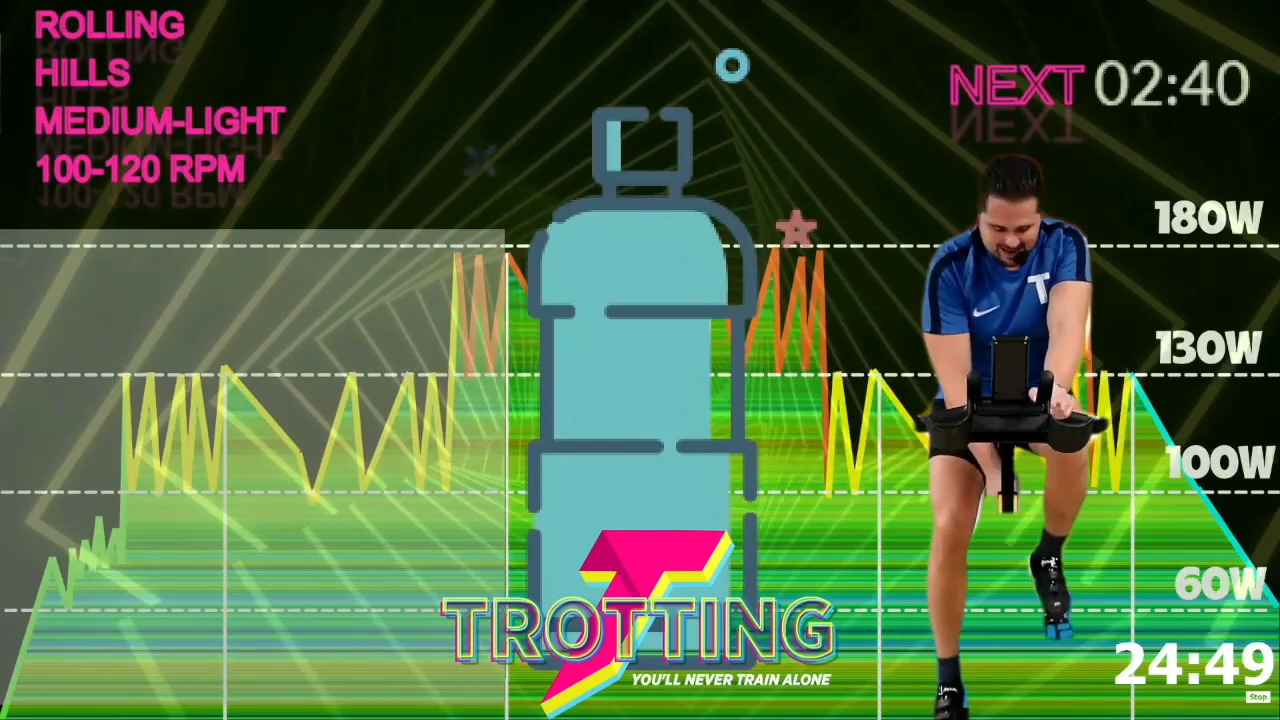 ROLLING
HILLS
MEDIUM-LIGHT
100-120 RPM
NEXT 02:40
180W
130W
100W
60W
T
TROTTING
YOU'LL NEVER TRAIN ALONE
24:49
Stop